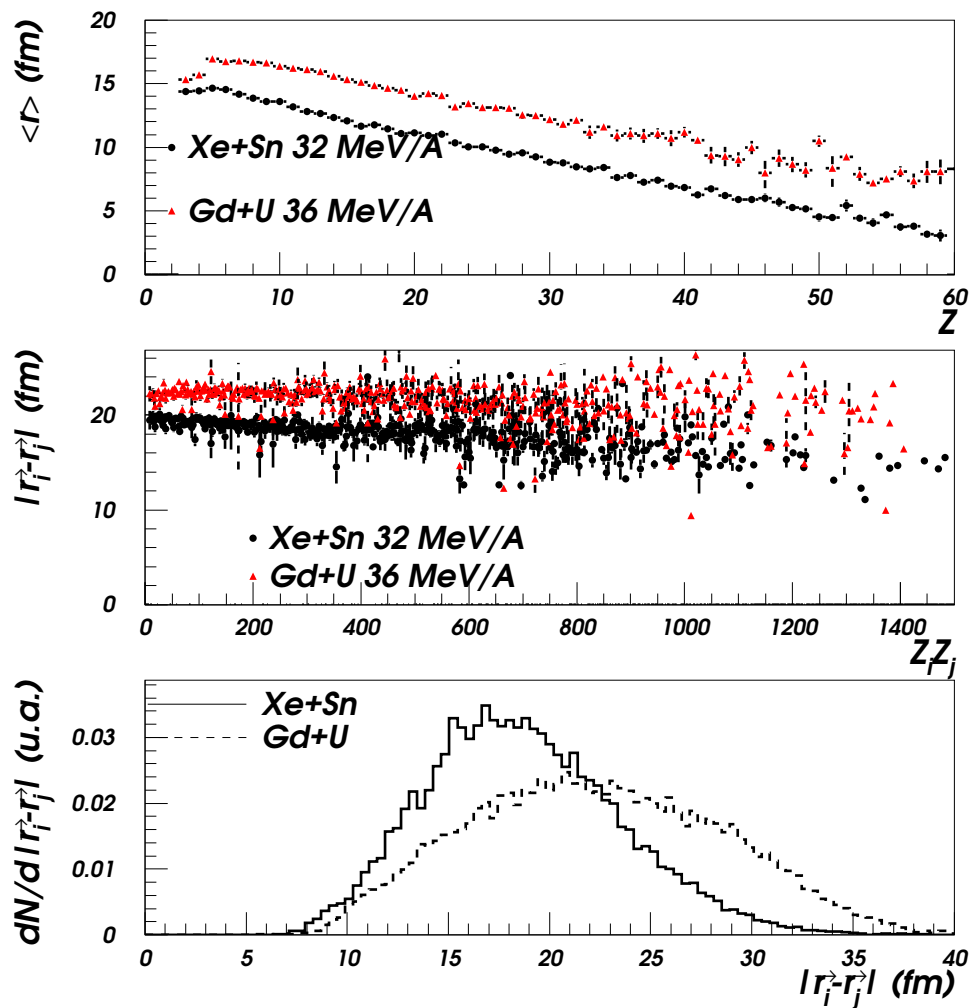 <r> (fm)
20
15
10
5
0
Xe+Sn 32 MeV/A
Gd+U 36 MeV/A
0 10 20 30 40 50 60
Z
|r⃗i-r⃗j| (fm)
20
10
0
Xe+Sn 32 MeV/A
Gd+U 36 MeV/A
0 200 400 600 800 1000 1200 1400
ZiZj
dN/d|r⃗i-r⃗j| (u.a.)
Xe+Sn
Gd+U
0.03
0.02
0.01
0
0 5 10 15 20 25 30 35 40
|r⃗i-r⃗j| (fm)